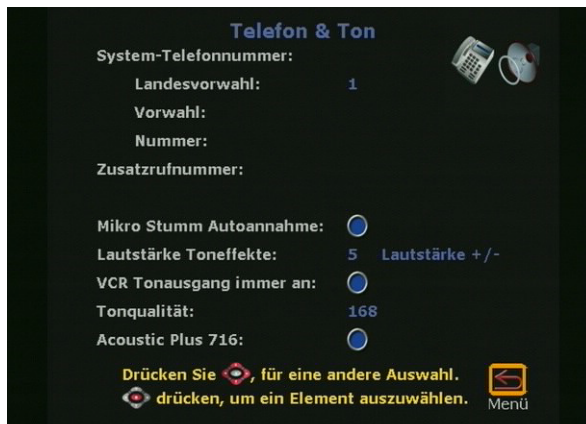 Telefon & Ton
System-Telefonnummer:
Landesvorwahl: 1
Vorwahl:
Nummer:
Zusatzrufnummer:
Mikro Stumm Autoannahme:
Lautstärke Toneffekte: 5 Lautstärke +/-
VCR Tonausgang immer an:
Tonqualität: 168
Acoustic Plus 716:
Drücken Sie , für eine andere Auswahl.
drücken, um ein Element auszuwählen.
Menü